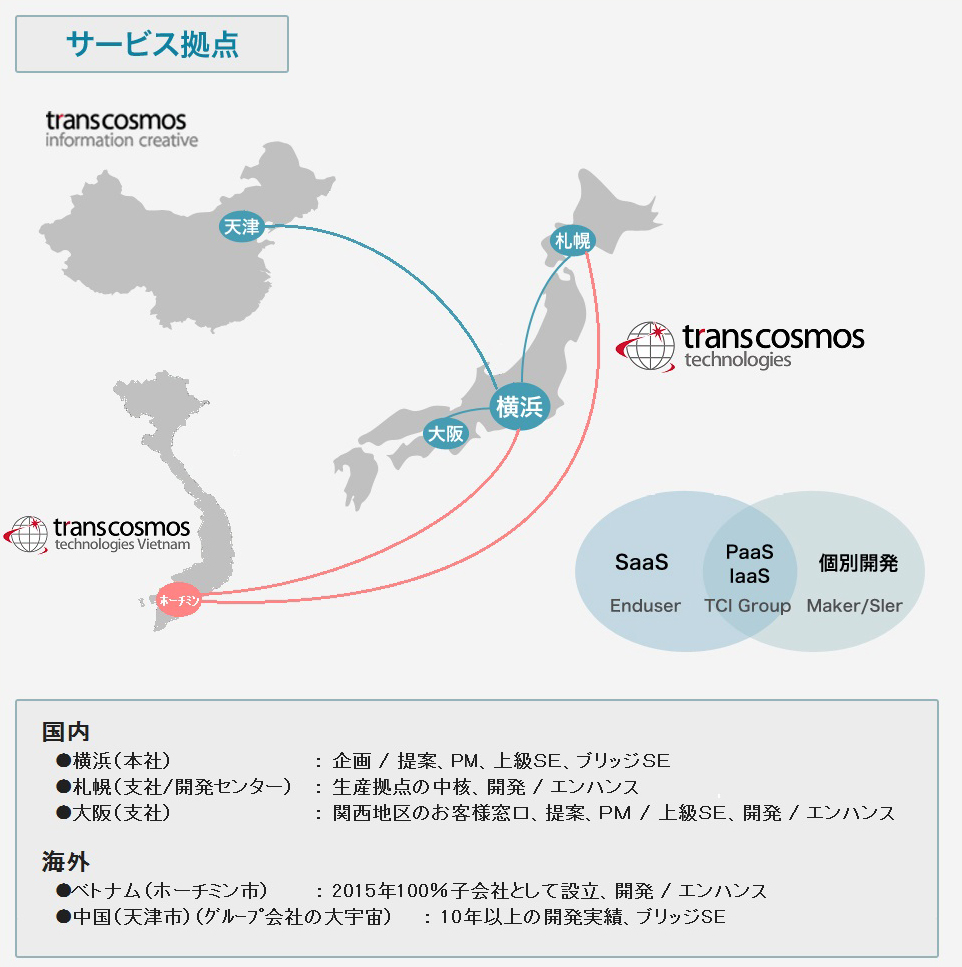 サービス拠点
transcosmos
information creative
天津
札幌
transcosmos
technologies
横浜
大阪
transcosmos
technologies Vietnam
ホーチミン
SaaS
PaaS
IaaS
個別開発
Enduser
TCI Group
Maker/SIer
国内
●横浜（本社） : 企画 / 提案、PM、上級SE、ブリッジSE
●札幌（支社/開発センター） : 生産拠点の中核、開発 / エンハンス
●大阪（支社） : 関西地区のお客様窓口、提案、PM / 上級SE、開発 / エンハンス
海外
●ベトナム（ホーチミン市） : 2015年100％子会社として設立、開発 / エンハンス
●中国（天津市）（グループ会社の大宇宙） : 10年以上の開発実績、ブリッジSE